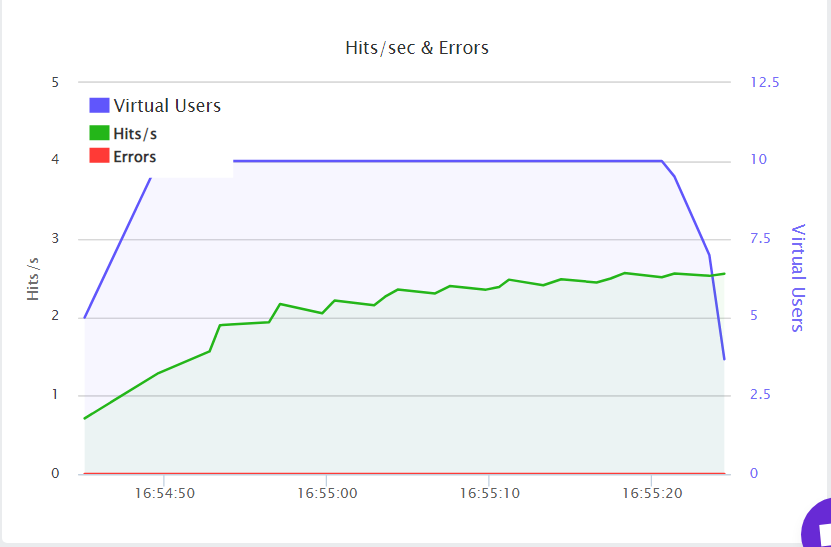 Hits/sec & Errors
5
12.5
Virtual Users
Hits/s
Errors
4
10
3
7.5
Hits/s
Virtual Users
2
5
1
2.5
0
0
16:54:50
16:55:00
16:55:10
16:55:20